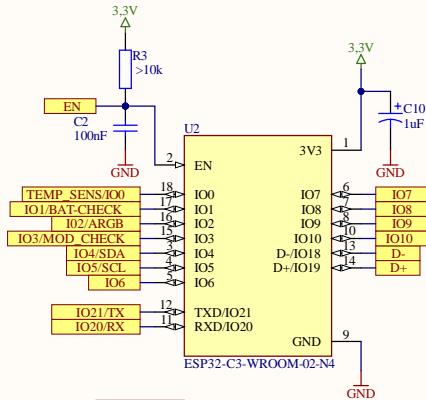 3,3V
R3
>10k
EN
C2
100nF
GND
3,3V
C10
1uF
GND
U2
2 EN
3V3 1
TEMP_SENS/IO0 18 IO0
IO7 6 IO7
IO1/BAT-CHECK 17 IO1
IO8 7 IO8
I02/ARGB 16 IO2
IO9 8 IO9
IO3/MOD_CHECK 15 IO3
IO10 10 IO10
IO4/SDA 3 IO4
D-/IO18 13 D-
IO5/SCL 4 IO5
D+/IO19 14 D+
IO6 5 IO6
IO21/TX 12 TXD/IO21
IO20/RX 11 RXD/IO20
GND 9
ESP32-C3-WROOM-02-N4
GND